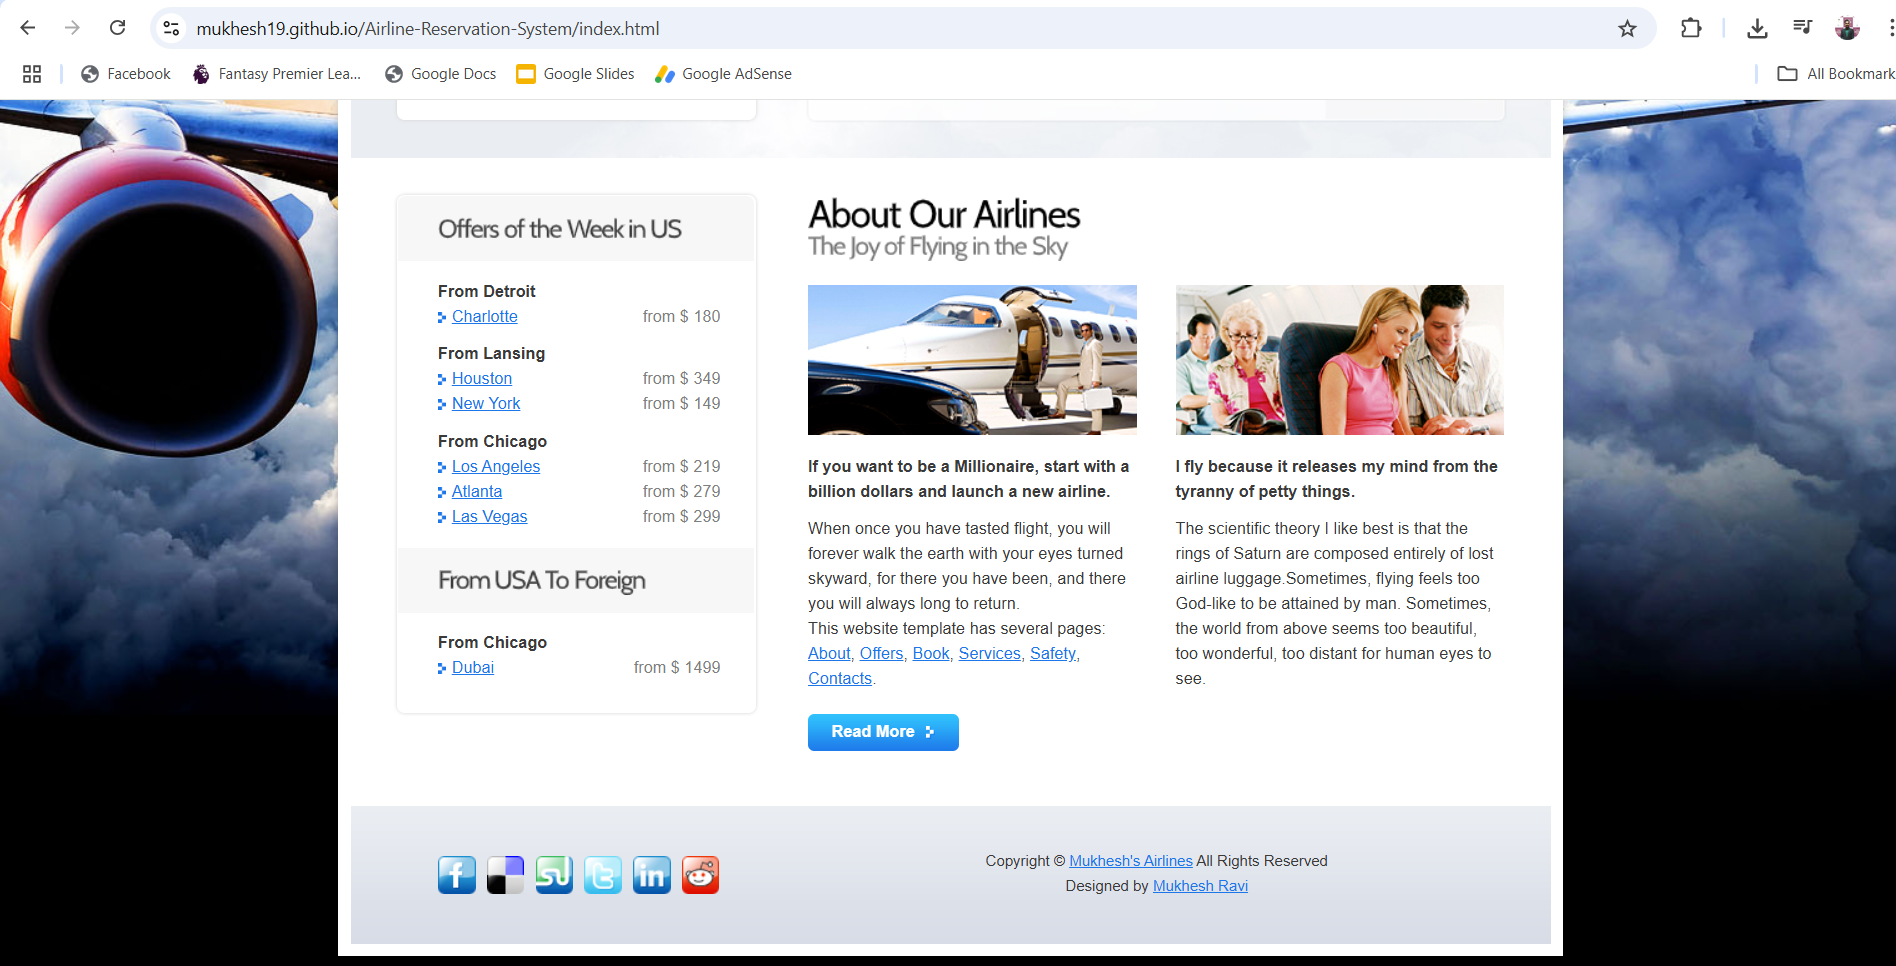 mukhesh19.github.io/Airline-Reservation-System/index.html
Facebook
Fantasy Premier Lea...
Google Docs
Google Slides
Google AdSense
All Bookmark
Offers of the Week in US
From Detroit
Charlotte from $ 180
From Lansing
Houston from $ 349
New York from $ 149
From Chicago
Los Angeles from $ 219
Atlanta from $ 279
Las Vegas from $ 299
From USA To Foreign
From Chicago
Dubai from $ 1499
About Our Airlines
The Joy of Flying in the Sky
If you want to be a Millionaire, start with a
billion dollars and launch a new airline.
When once you have tasted flight, you will
forever walk the earth with your eyes turned
skyward, for there you have been, and there
you will always long to return.
This website template has several pages:
About, Offers, Book, Services, Safety,
Contacts.
Read More
I fly because it releases my mind from the
tyranny of petty things.
The scientific theory I like best is that the
rings of Saturn are composed entirely of lost
airline luggage.Sometimes, flying feels too
God-like to be attained by man. Sometimes,
the world from above seems too beautiful,
too wonderful, too distant for human eyes to
see.
Copyright © Mukhesh's Airlines All Rights Reserved
Designed by Mukhesh Ravi